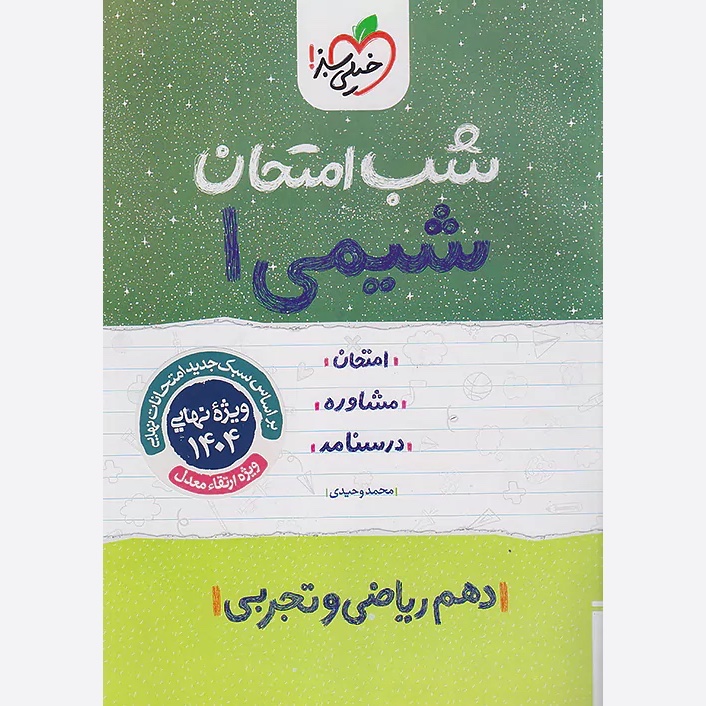 خیلی سبز!
شب امتحان
شیمی ۱
امتحان
مشاوره
درسنامه
محمد وحیدی
بر اساس سبک جدید امتحانات نهایی
ویژهٔ نهایی
۱۴۰۴
ویژه ارتقاء معدل
دهم ریاضی و تجربی